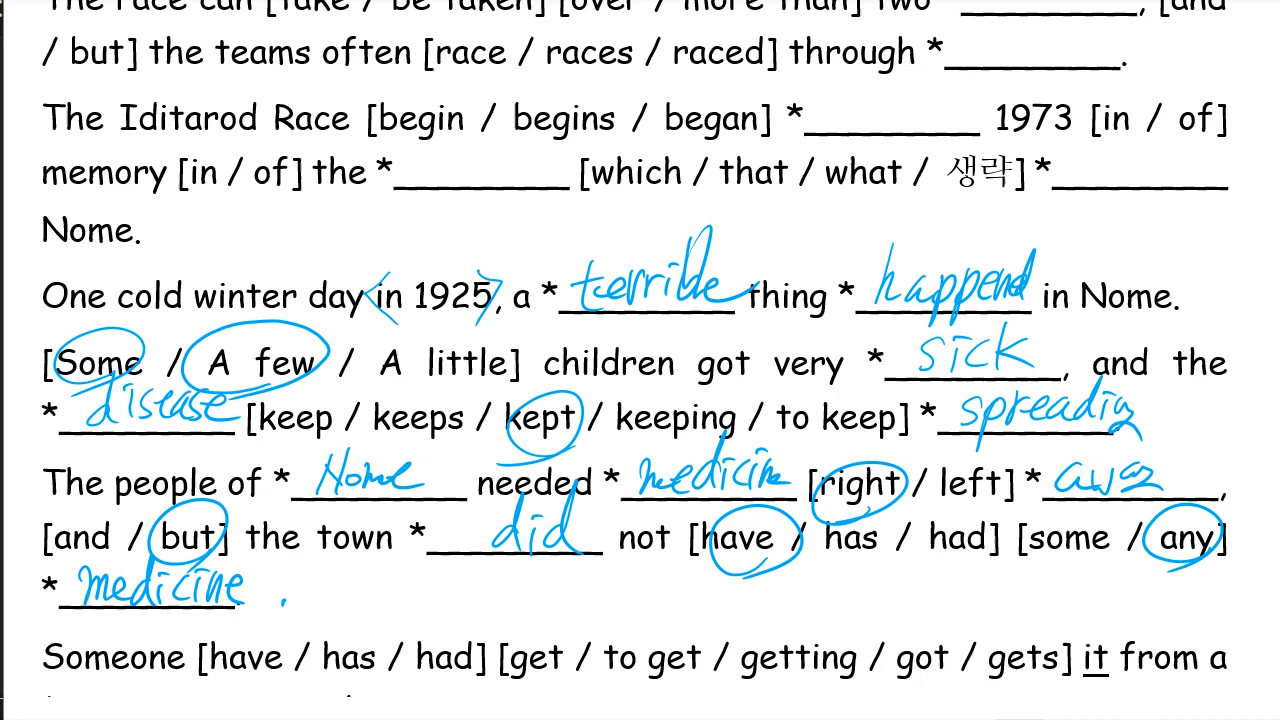 The race can [take / be taken] [over / more than] two *________, [and
/ but] the teams often [race / races / raced] through *________.
The Iditarod Race [begin / begins / began] *________ 1973 [in / of]
memory [in / of] the *________ [which / that / what / 생략] *________
Nome.
One cold winter day <in 1925>, a * terrible thing * happend in Nome.
[Some / A few / A little] children got very * sick, and the
* disease [keep / keeps / kept / keeping / to keep] * spreading
The people of * Nome needed * medicine [right / left] * away,
[and / but] the town * did not [have / has / had] [some / any]
* medicine.
Someone [have / has / had] [get / to get / getting / got / gets] it from a